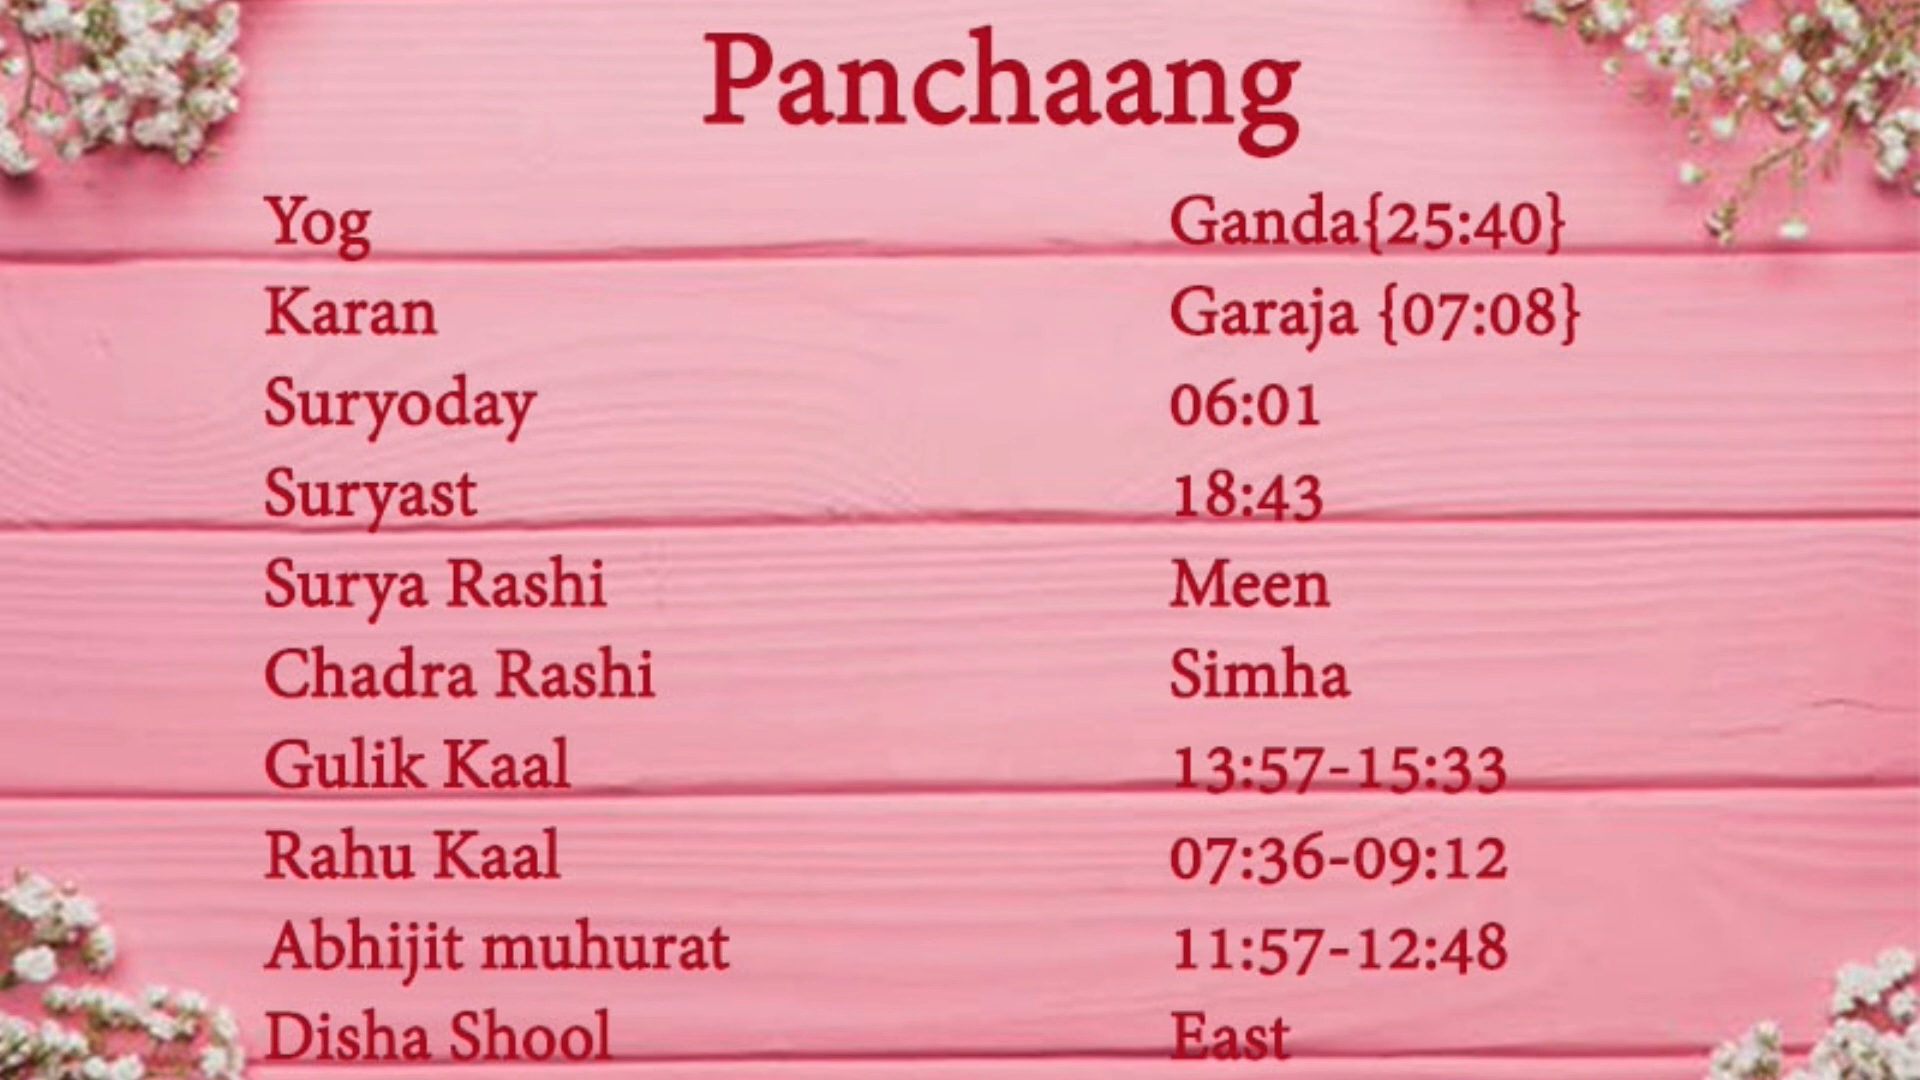 Panchaang
Yog Ganda{25:40}
Karan Garaja {07:08}
Suryoday 06:01
Suryast 18:43
Surya Rashi Meen
Chadra Rashi Simha
Gulik Kaal 13:57-15:33
Rahu Kaal 07:36-09:12
Abhijit muhurat 11:57-12:48
Disha Shool East